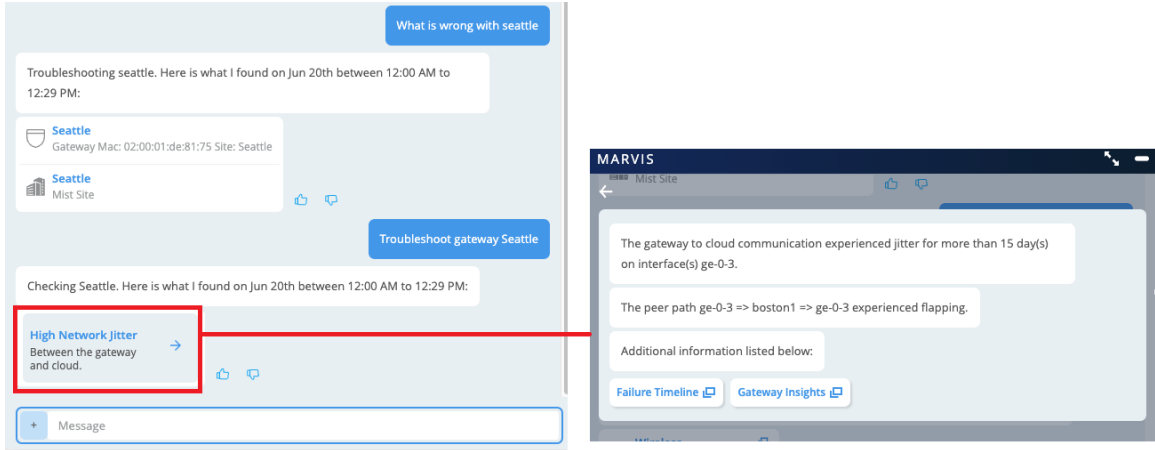 What is wrong with seattle
Troubleshooting seattle. Here is what I found on Jun 20th between 12:00 AM to
12:29 PM:
Seattle
Gateway Mac: 02:00:01:de:81:75 Site: Seattle
Seattle
Mist Site
Troubleshoot gateway Seattle
Checking Seattle. Here is what I found on Jun 20th between 12:00 AM to 12:29 PM:
High Network Jitter
Between the gateway
and cloud.
+ Message
MARVIS
Mist Site
The gateway to cloud communication experienced jitter for more than 15 day(s)
on interface(s) ge-0-3.
The peer path ge-0-3 => boston1 => ge-0-3 experienced flapping.
Additional information listed below:
Failure Timeline
Gateway Insights